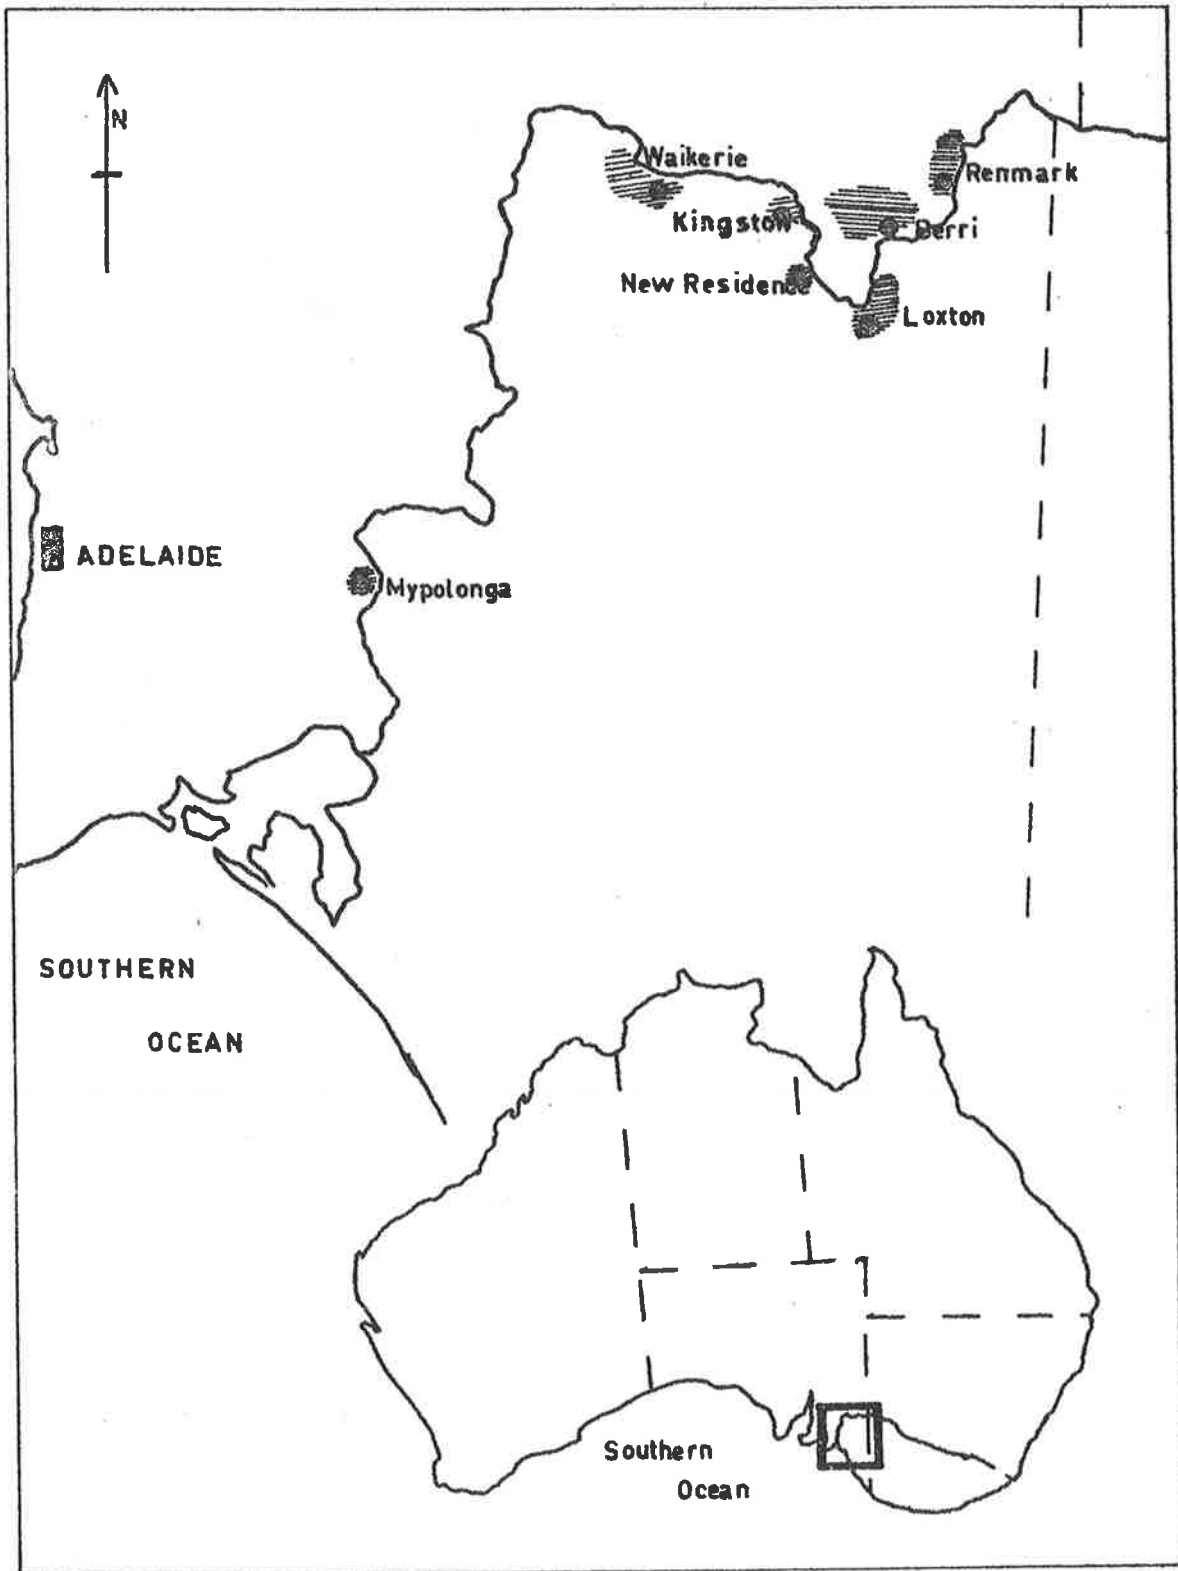 N
Waikerie
Renmark
Kingston
Berri
New Residence
Loxton
ADELAIDE
Mypolonga
SOUTHERN
OCEAN
Southern
Ocean